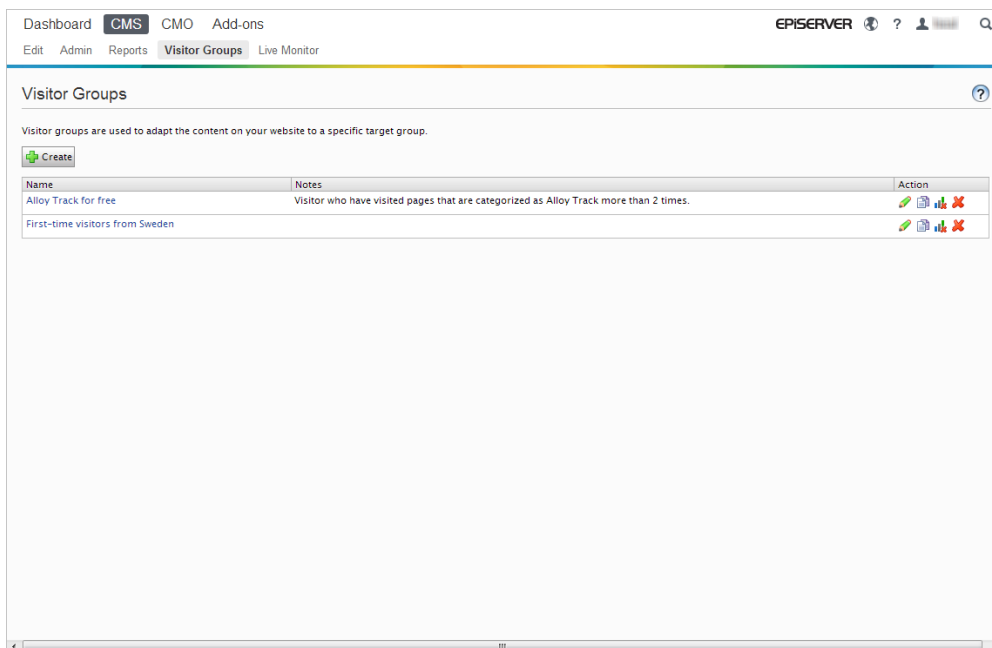 Dashboard CMS CMO Add-ons EPiSERVER ?
Edit Admin Reports Visitor Groups Live Monitor
Visitor Groups ?
Visitor groups are used to adapt the content on your website to a specific target group.
Create
Name Notes Action
Alloy Track for free Visitor who have visited pages that are categorized as Alloy Track more than 2 times.
First-time visitors from Sweden